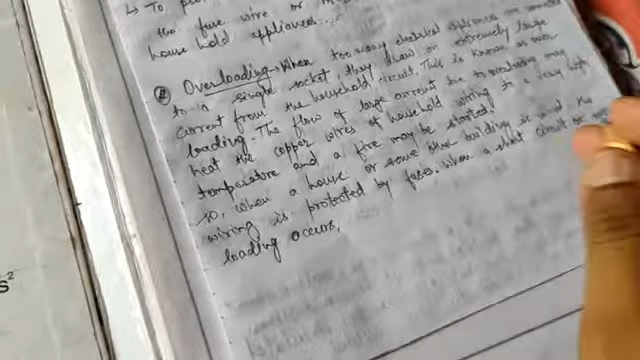 ↳ To
the fuse wire or
house hold appliances...
Overloading → When too many electrical appliances are connected
to a single socket, they draw an extremely large
current from the household circuit. This is known as over
loading. The flow of large current due to overloading may
heat the copper wires of household wiring to a very high
temperature and a fire may be started.
so, when a house or some other building is wired the
wiring is protected by fuses. when a short circuit or
loading occurs.
s²